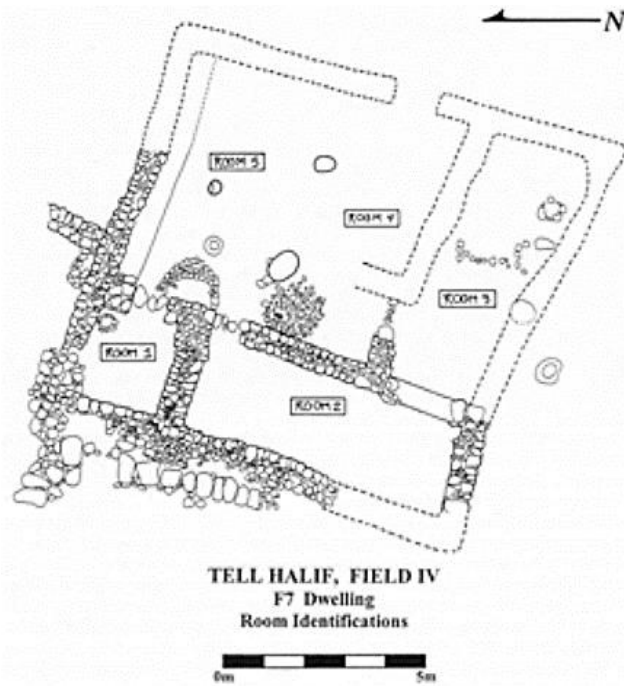 N
ROOM 5
ROOM 4
ROOM 3
ROOM 1
ROOM 2
TELL HALIF, FIELD IV
F7 Dwelling
Room Identifications
0m 5m